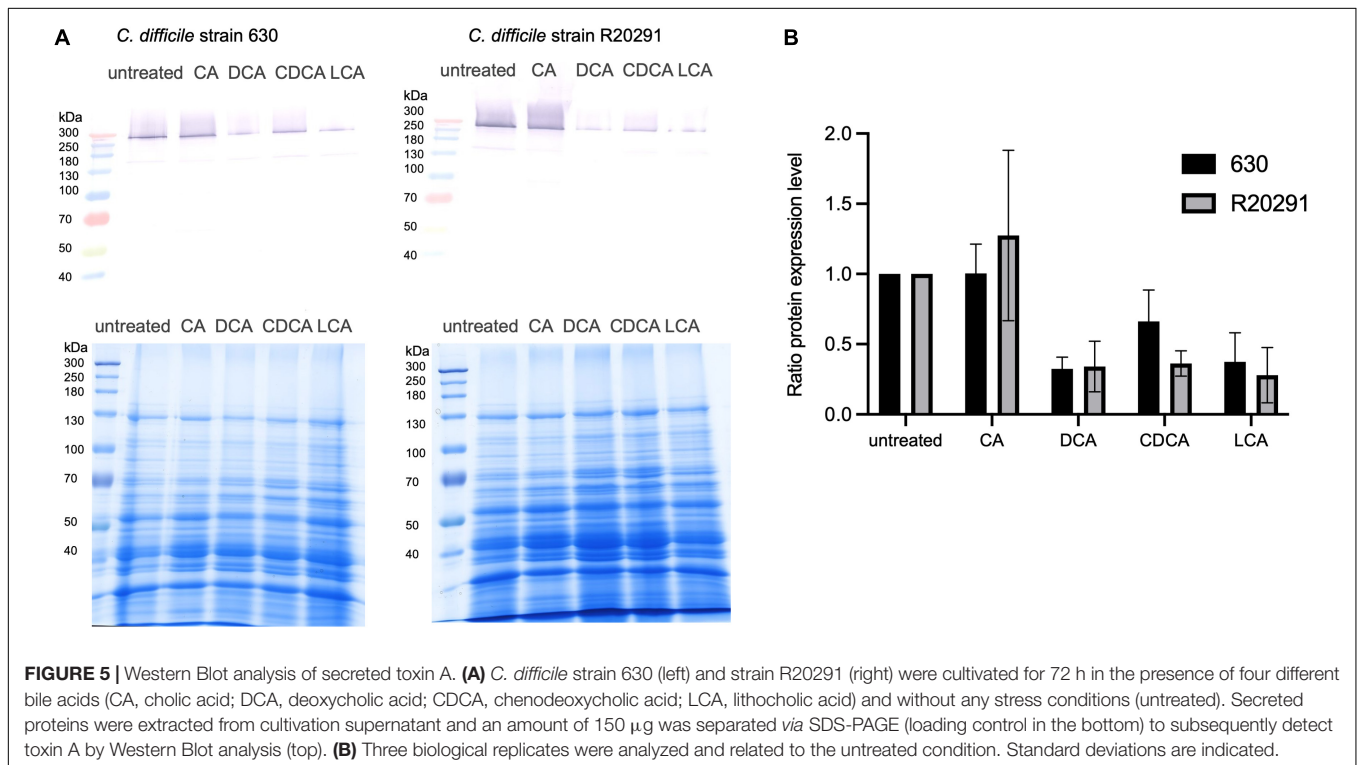 A
C. difficile strain 630
C. difficile strain R20291
untreated CA DCA CDCA LCA
untreated CA DCA CDCA LCA
kDa
300
250
180
130
100
70
50
40
kDa
300
250
180
130
100
70
50
40
untreated CA DCA CDCA LCA
untreated CA DCA CDCA LCA
kDa
300
250
180
130
100
70
50
40
kDa
300
250
180
130
100
70
50
40
B
Ratio protein expression level
2.0
1.5
1.0
0.5
0.0
untreated CA DCA CDCA LCA
630
R20291
FIGURE 5 | Western Blot analysis of secreted toxin A. (A) C. difficile strain 630 (left) and strain R20291 (right) were cultivated for 72 h in the presence of four different
bile acids (CA, cholic acid; DCA, deoxycholic acid; CDCA, chenodeoxycholic acid; LCA, lithocholic acid) and without any stress conditions (untreated). Secreted
proteins were extracted from cultivation supernatant and an amount of 150 μg was separated via SDS-PAGE (loading control in the bottom) to subsequently detect
toxin A by Western Blot analysis (top). (B) Three biological replicates were analyzed and related to the untreated condition. Standard deviations are indicated.